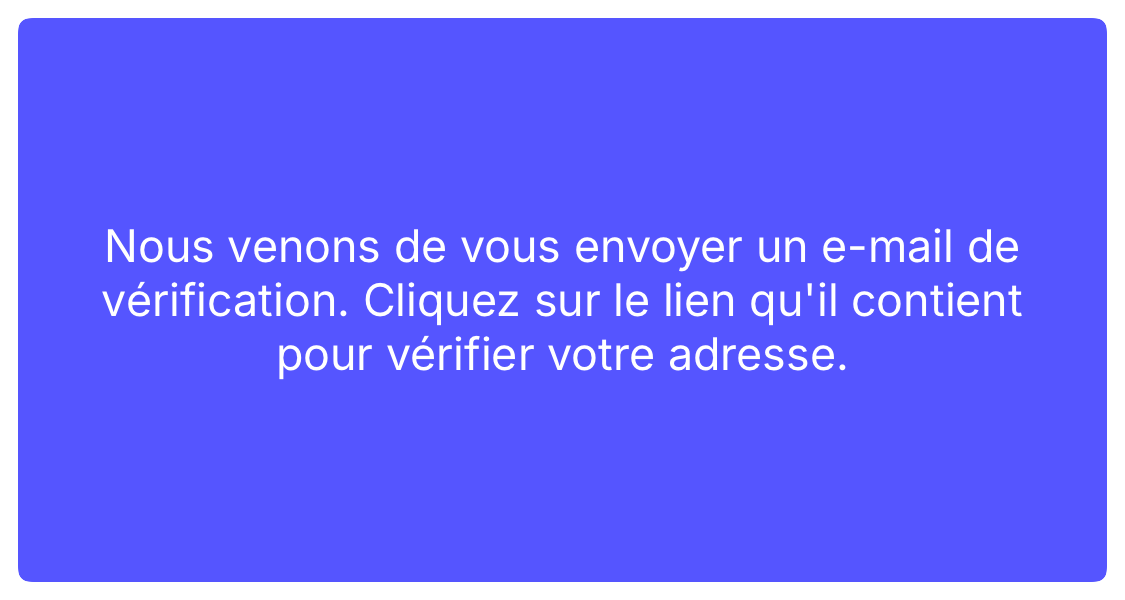 Nous venons de vous envoyer un e-mail de
vérification. Cliquez sur le lien qu'il contient
pour vérifier votre adresse.